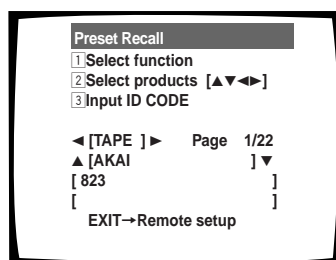 Preset Recall
1 Select function
2 Select products [▲▼◄►]
3 Input ID CODE
◄ [TAPE ] ► Page 1/22
▲ [AKAI ] ▼
[ 823 ]
[ ]
EXIT→Remote setup